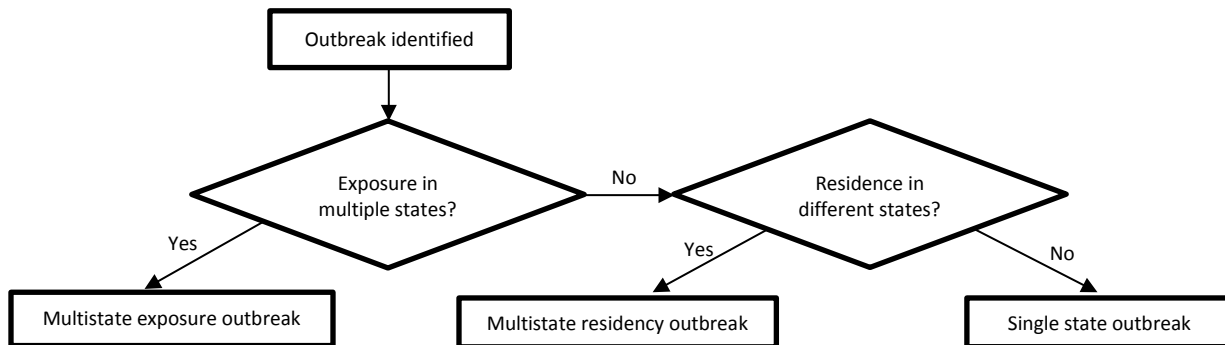 Outbreak identified
Exposure in
multiple states?
No
Residence in
different states?
Yes
Yes
No
Multistate exposure outbreak
Multistate residency outbreak
Single state outbreak